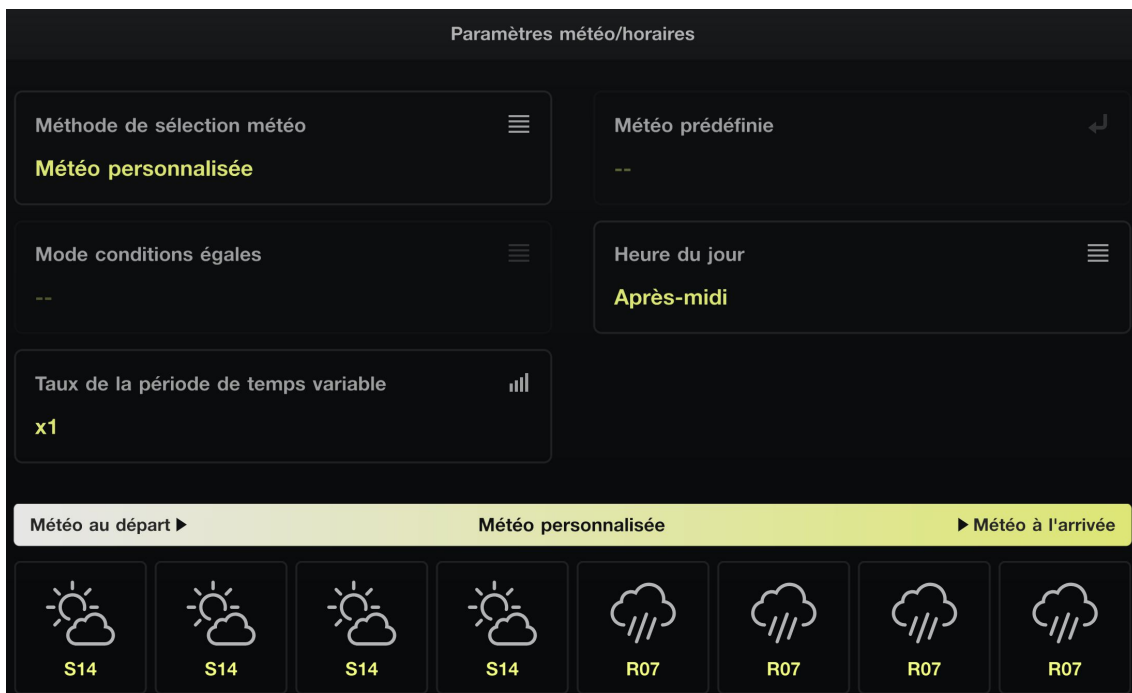 Paramètres météo/horaires
Méthode de sélection météo
Météo personnalisée
Météo prédéfinie
--
Mode conditions égales
--
Heure du jour
Après-midi
Taux de la période de temps variable
x1
Météo au départ ▶ Météo personnalisée ▶ Météo à l'arrivée
S14 S14 S14 S14 R07 R07 R07 R07